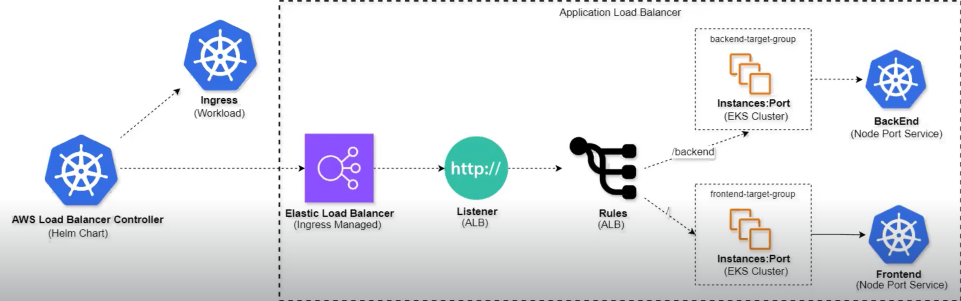 Application Load Balancer
backend-target-group
Instances:Port
(EKS Cluster)
BackEnd
(Node Port Service)
Ingress
(Workload)
/backend
http://
AWS Load Balancer Controller
(Helm Chart)
Elastic Load Balancer
(Ingress Managed)
Listener
(ALB)
Rules
(ALB)
/
frontend-target-group
Instances:Port
(EKS Cluster)
Frontend
(Node Port Service)